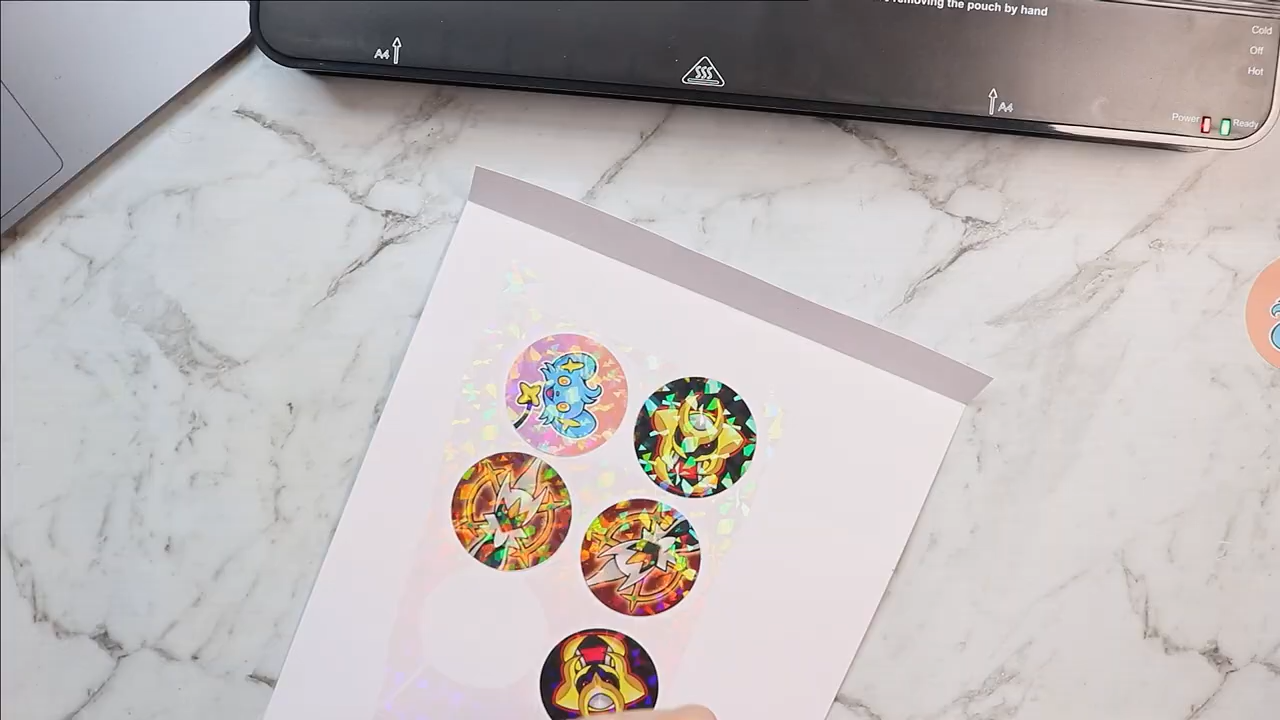 removing the pouch by hand
Cold
Off
Hot
A4
A4
Power
Ready